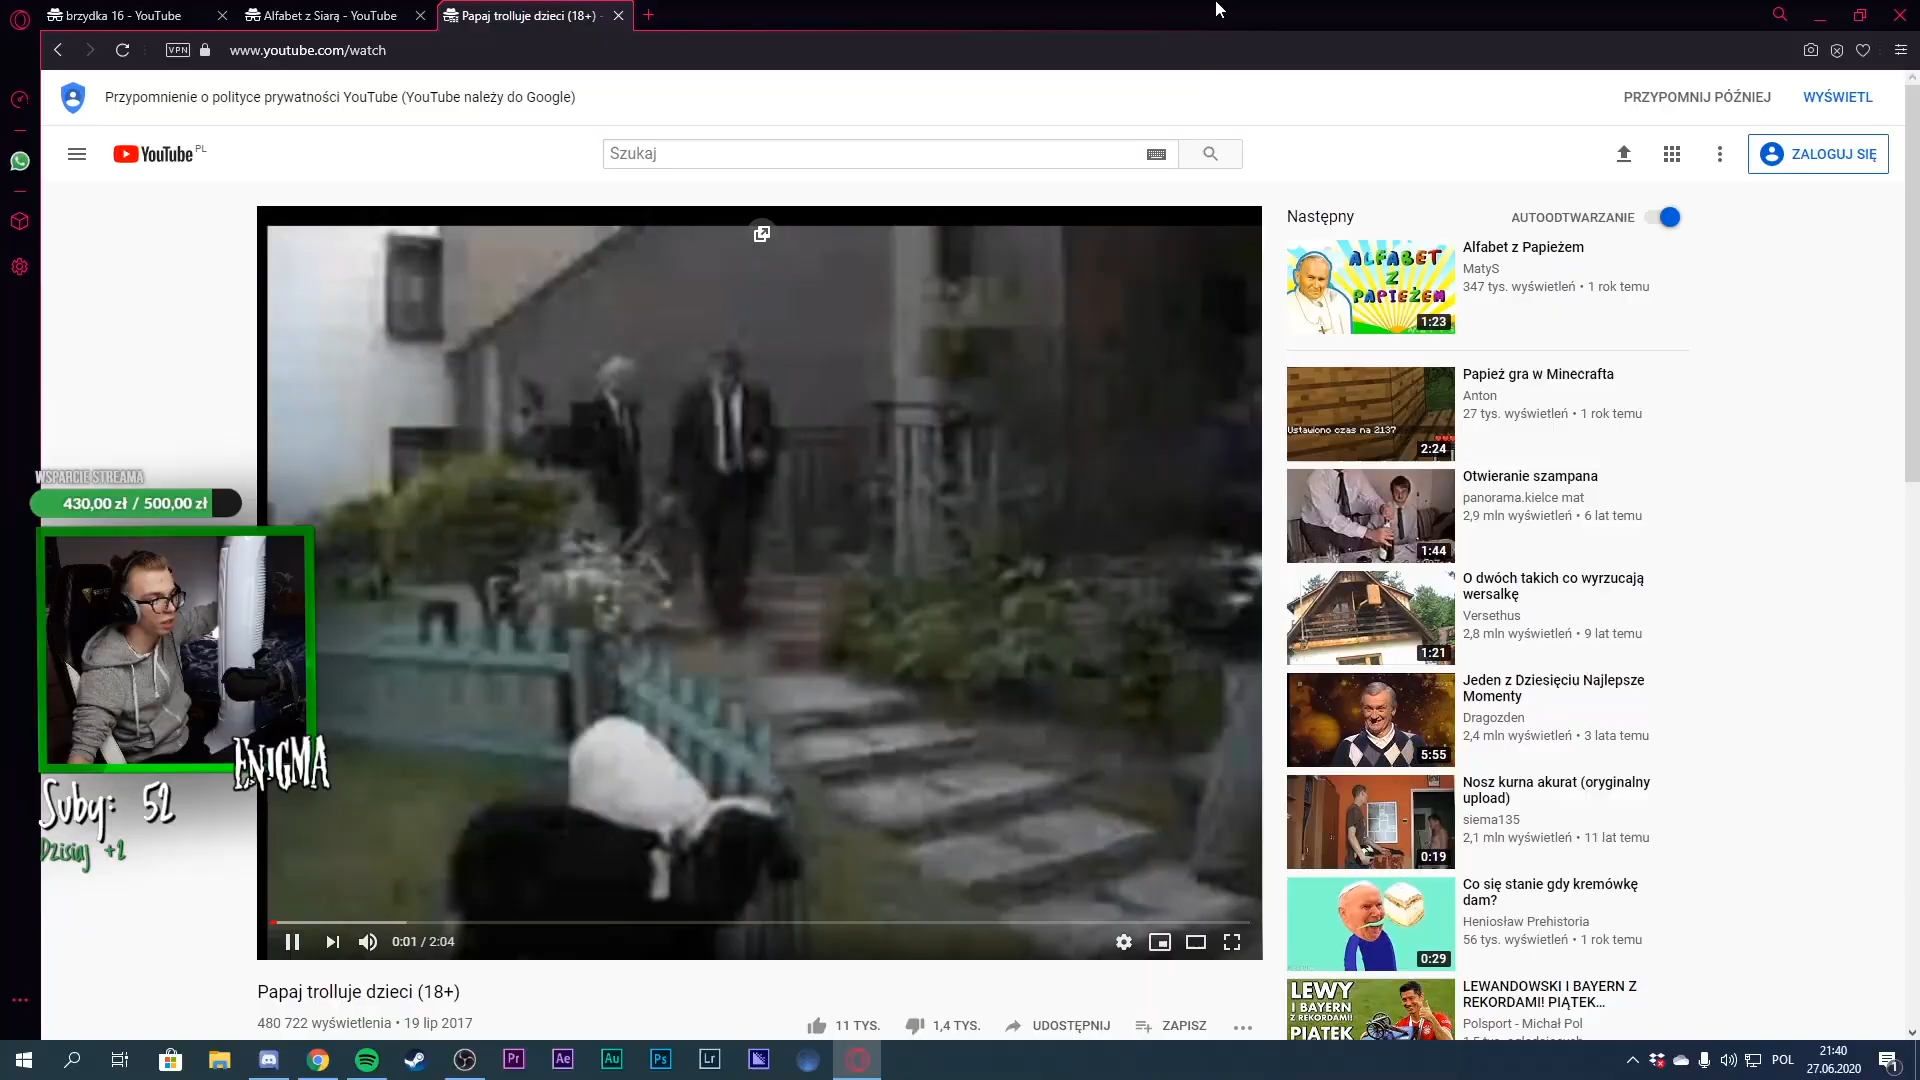 brzydka 16 - YouTube
Alfabet z Siarą - YouTube
Papaj trolluje dzieci (18+) -
VPN
www.youtube.com/watch
Przypomnienie o polityce prywatności YouTube (YouTube należy do Google)
PRZYPOMNIJ PÓŹNIEJ
WYŚWIETL
YouTube PL
Szukaj
ZALOGUJ SIĘ
Następny
AUTOODTWARZANIE
ALFABET
Z
PAPIEŻEM
1:23
Alfabet z Papieżem
MatyS
347 tys. wyświetleń • 1 rok temu
Ustawiono czas na 2137
2:24
Papież gra w Minecrafta
Anton
27 tys. wyświetleń • 1 rok temu
1:44
Otwieranie szampana
panorama.kielce mat
2,9 mln wyświetleń • 6 lat temu
1:21
O dwóch takich co wyrzucają
wersalkę
Versethus
2,8 mln wyświetleń • 9 lat temu
5:55
Jeden z Dziesięciu Najlepsze
Momenty
Dragozden
2,4 mln wyświetleń • 3 lata temu
0:19
Nosz kurna akurat (oryginalny
upload)
siema135
2,1 mln wyświetleń • 11 lat temu
0:29
Co się stanie gdy kremówkę
dam?
Heniosław Prehistoria
56 tys. wyświetleń • 1 rok temu
LEWY
I BAYERN
Z REKORDAMI!
PIĄTEK
LEWANDOWSKI I BAYERN Z
REKORDAMI! PIĄTEK...
Polsport - Michał Pol
WSPARCIE STREAMA
430,00 zł / 500,00 zł
ENIGMA
Suby: 52
Dzisiaj +2
0:01 / 2:04
Papaj trolluje dzieci (18+)
480 722 wyświetlenia • 19 lip 2017
11 TYS.
1,4 TYS.
UDOSTĘPNIJ
ZAPISZ
Pr
Ae
Au
Ps
Lr
POL
21:40
27.06.2020
1